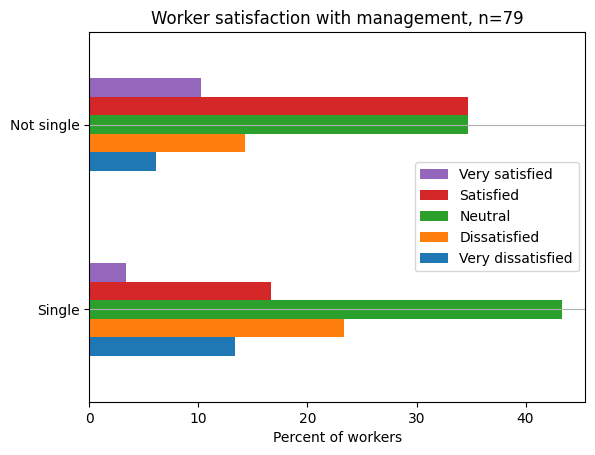 Worker satisfaction with management, n=79
Not single
Single
Very satisfied
Satisfied
Neutral
Dissatisfied
Very dissatisfied
0 10 20 30 40
Percent of workers